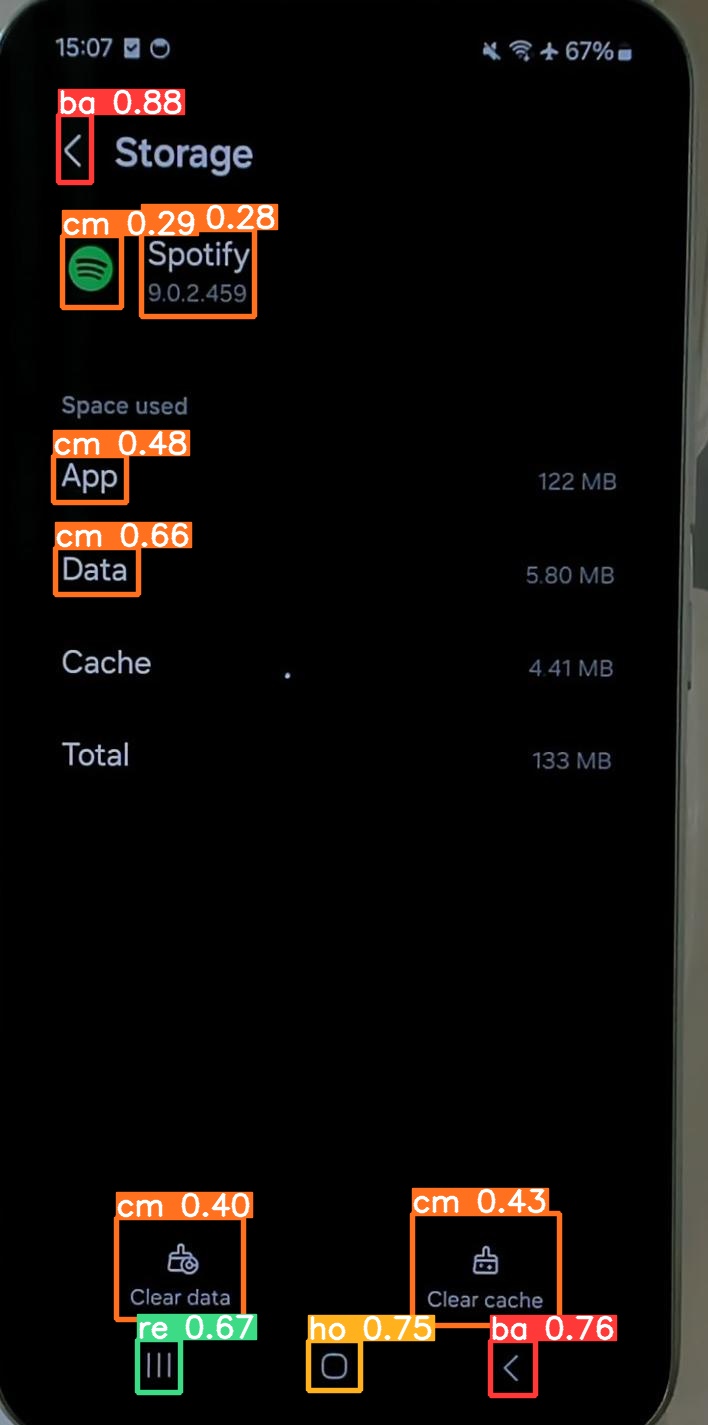 15:07 67%
ba 0.88
Storage
cm 0.29 0.28
Spotify
9.0.2.459
Space used
cm 0.48
App 122 MB
cm 0.66
Data 5.80 MB
Cache 4.41 MB
Total 133 MB
cm 0.40 cm 0.43
Clear data Clear cache
re 0.67 ho 0.75 ba 0.76